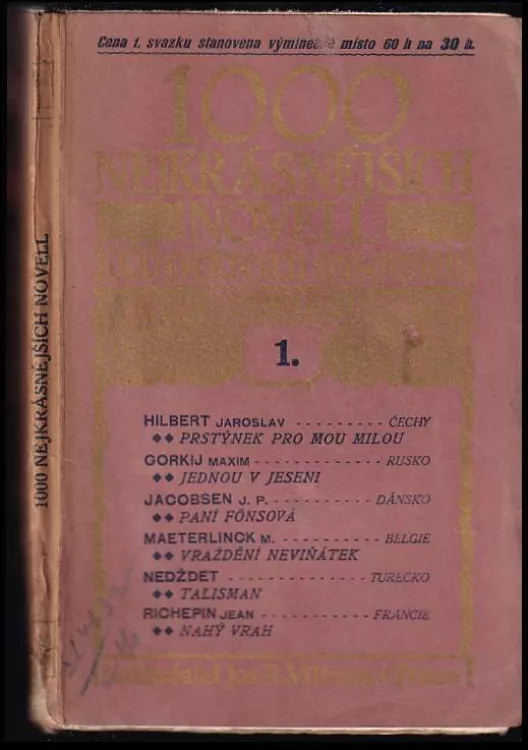 Cena 1. svazku stanovena výmínečně místo 60 h na 30 h.
1000
NEJKRÁSNĚJŠÍCH
NOVELL
1.
HILBERT JAROSLAV - - - - - - - - - ČECHY
◆◆ PRSTÝNEK PRO MOU MILOU
GORKIJ MAXIM - - - - - - - - - - - - - RUSKO
◆◆ JEDNOU V JESENI
JACOBSEN J. P. - - - - - - - - - - - DÁNSKO
◆◆ PANÍ FÖNSOVÁ
MAETERLINCK M. - - - - - - - - - - BELGIE
◆◆ VRAŽDĚNÍ NEVIŇÁTEK
NEDŽDET - - - - - - - - - - - - - - TURECKO
◆◆ TALISMAN
RICHEPIN JEAN - - - - - - - - - - - FRANCIE
◆◆ NAHÝ VRAH
1000 NEJKRÁSNĚJŠÍCH NOVELL